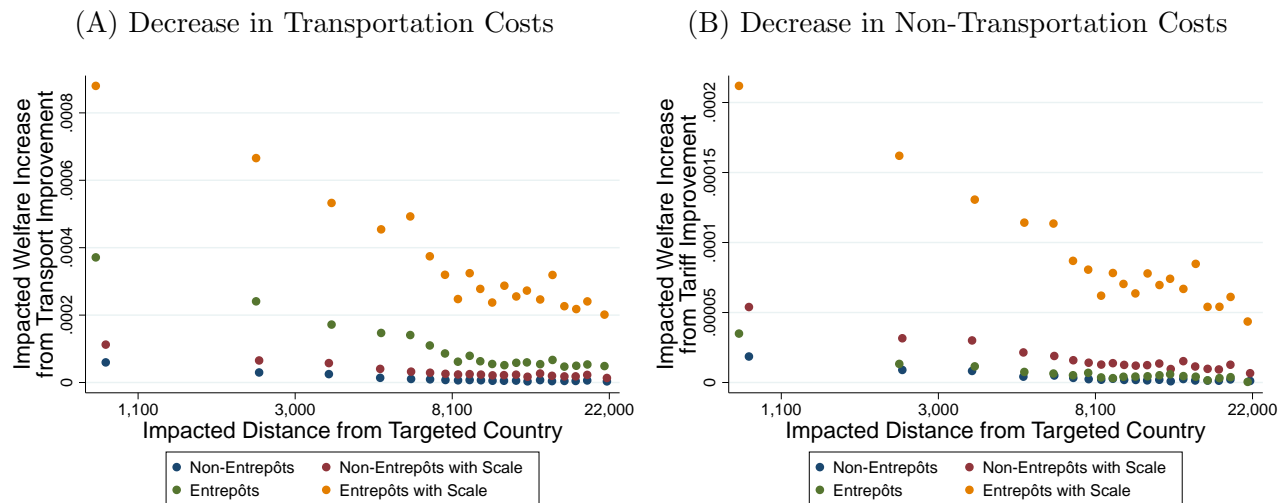 (A) Decrease in Transportation Costs
(B) Decrease in Non-Transportation Costs
Impacted Welfare Increase
from Transport Improvement
.0008
.0006
.0004
.0002
0
1,100
3,000
8,100
22,000
Impacted Distance from Targeted Country
Non-Entrepôts
Non-Entrepôts with Scale
Entrepôts
Entrepôts with Scale
Impacted Welfare Increase
from Tariff Improvement
.0002
.00015
.0001
.00005
0
1,100
3,000
8,100
22,000
Impacted Distance from Targeted Country
Non-Entrepôts
Non-Entrepôts with Scale
Entrepôts
Entrepôts with Scale